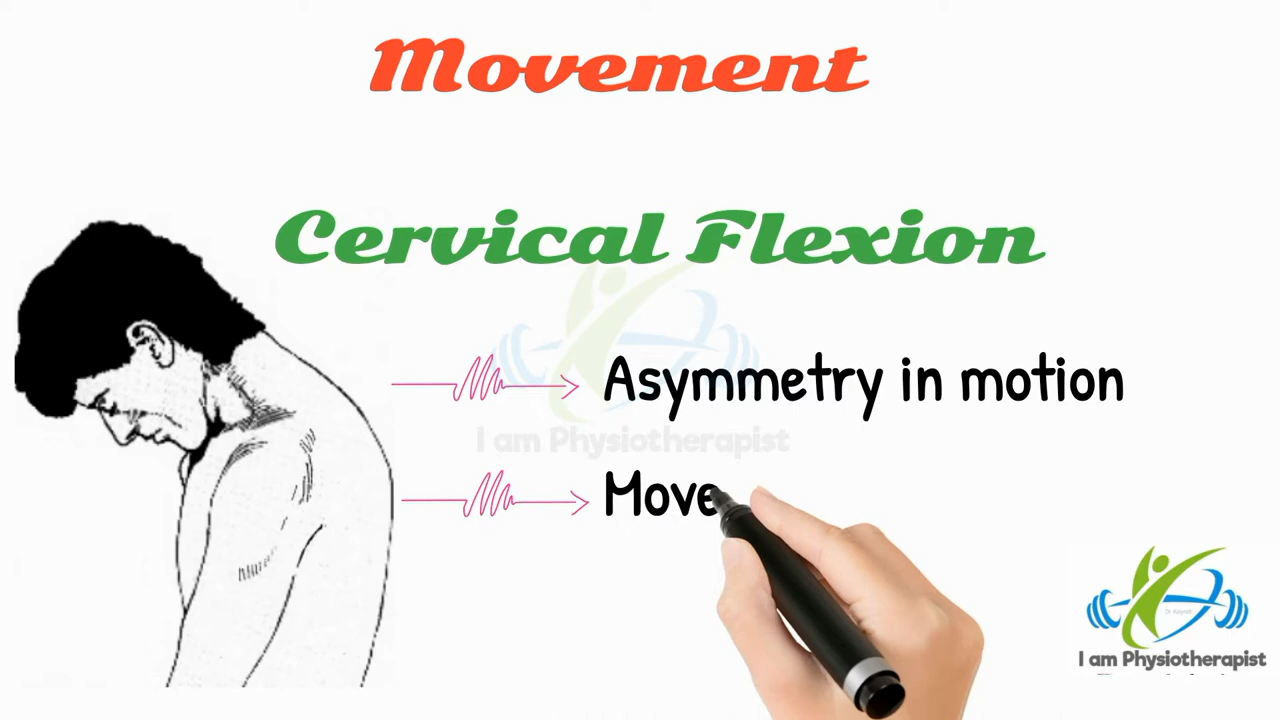 Movement
Cervical Flexion
Asymmetry in motion
I am Physiotherapist
Move
I am Physiotherapist